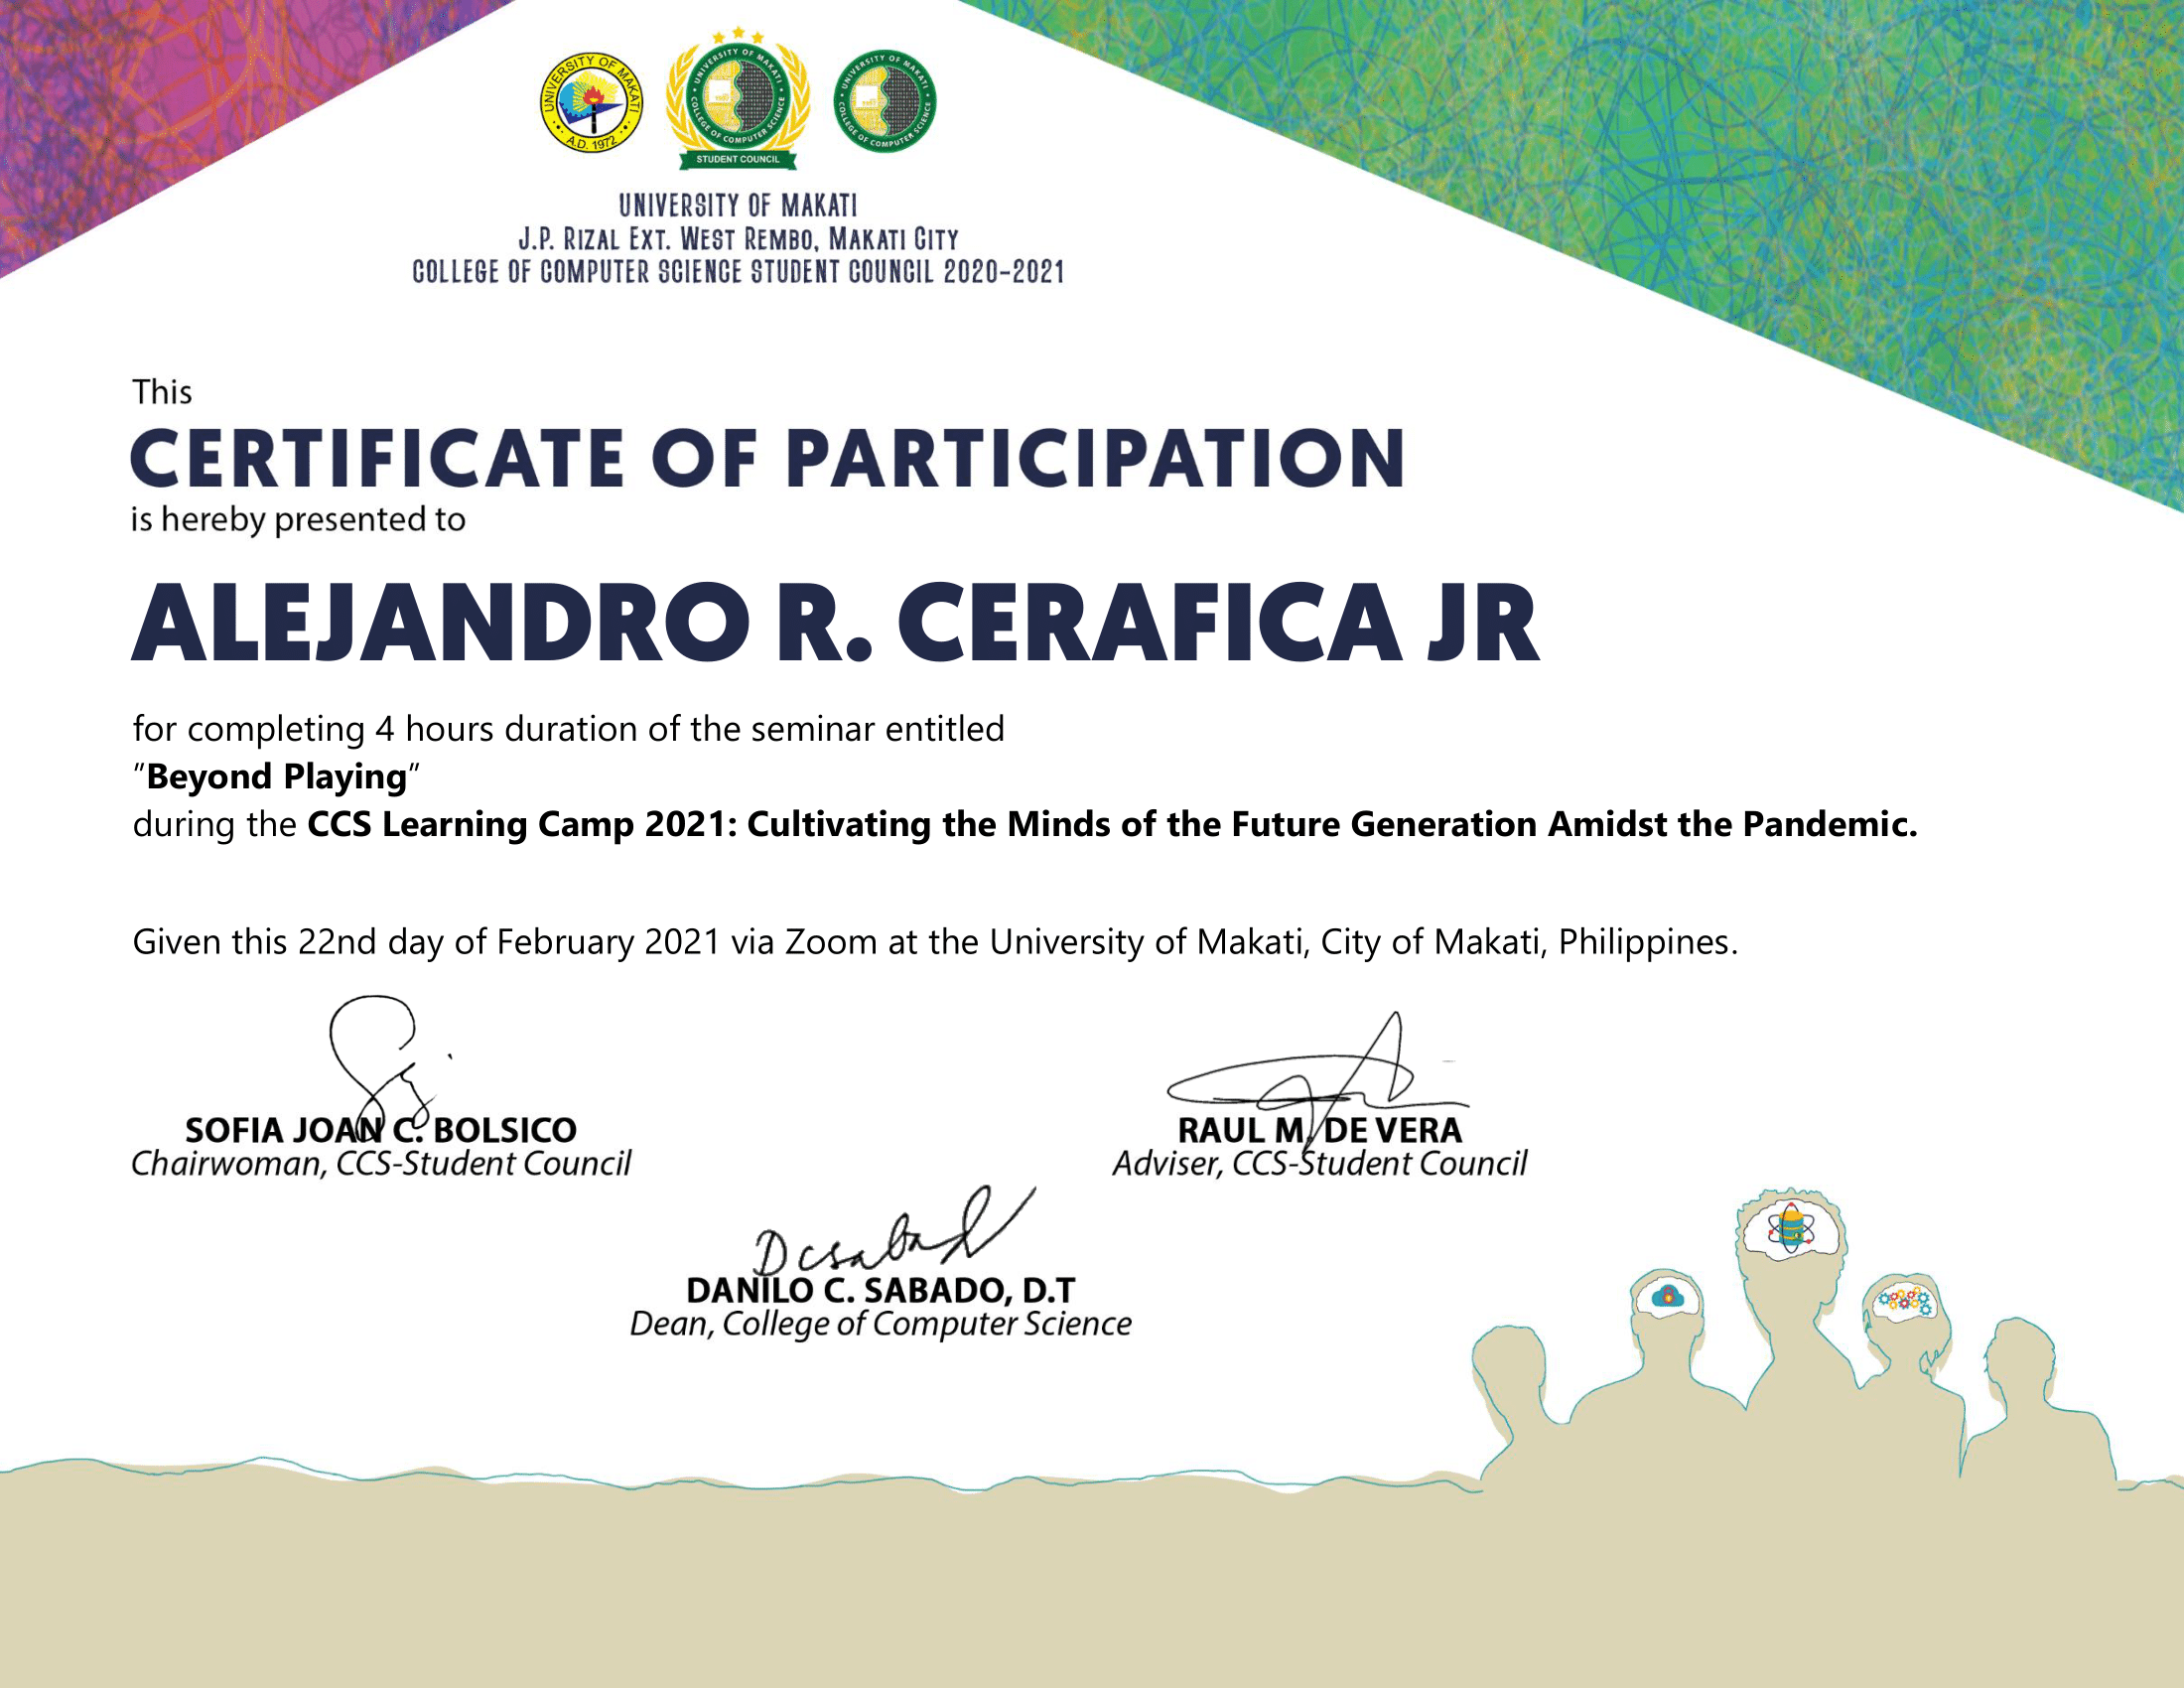 UNIVERSITY OF MAKATI
A.D. 1972
UNIVERSITY OF MAKATI
COLLEGE OF COMPUTER SCIENCE
STUDENT COUNCIL
UNIVERSITY OF MAKATI
COLLEGE OF COMPUTER SCIENCE
UNIVERSITY OF MAKATI
J.P. RIZAL EXT. WEST REMBO, MAKATI CITY
COLLEGE OF COMPUTER SCIENCE STUDENT COUNCIL 2020-2021
This
CERTIFICATE OF PARTICIPATION
is hereby presented to
ALEJANDRO R. CERAFICA JR
for completing 4 hours duration of the seminar entitled
"Beyond Playing"
during the CCS Learning Camp 2021: Cultivating the Minds of the Future Generation Amidst the Pandemic.
Given this 22nd day of February 2021 via Zoom at the University of Makati, City of Makati, Philippines.
SOFIA JOAN C. BOLSICO
Chairwoman, CCS-Student Council
RAUL M. DE VERA
Adviser, CCS-Student Council
Dcsabad
DANILO C. SABADO, D.T
Dean, College of Computer Science